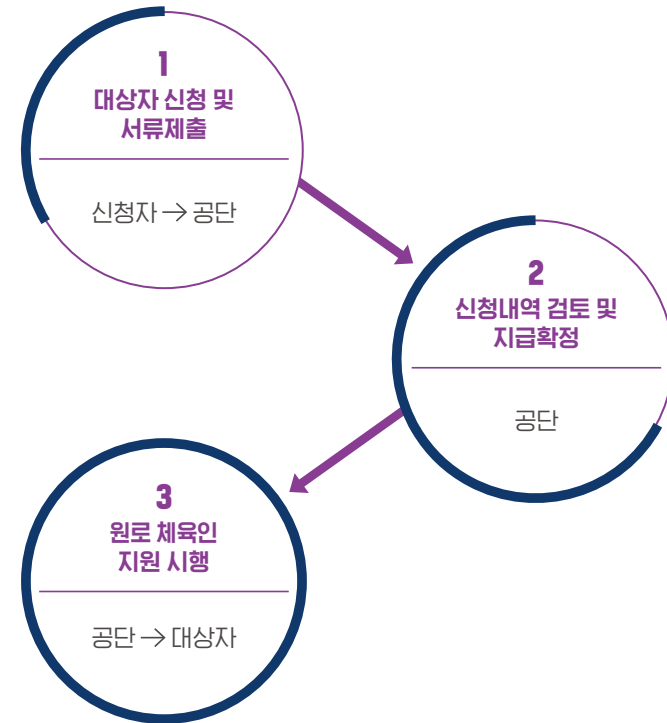 1
대상자 신청 및
서류제출
신청자 → 공단
2
신청내역 검토 및
지급확정
공단
3
원로 체육인
지원 시행
공단 → 대상자